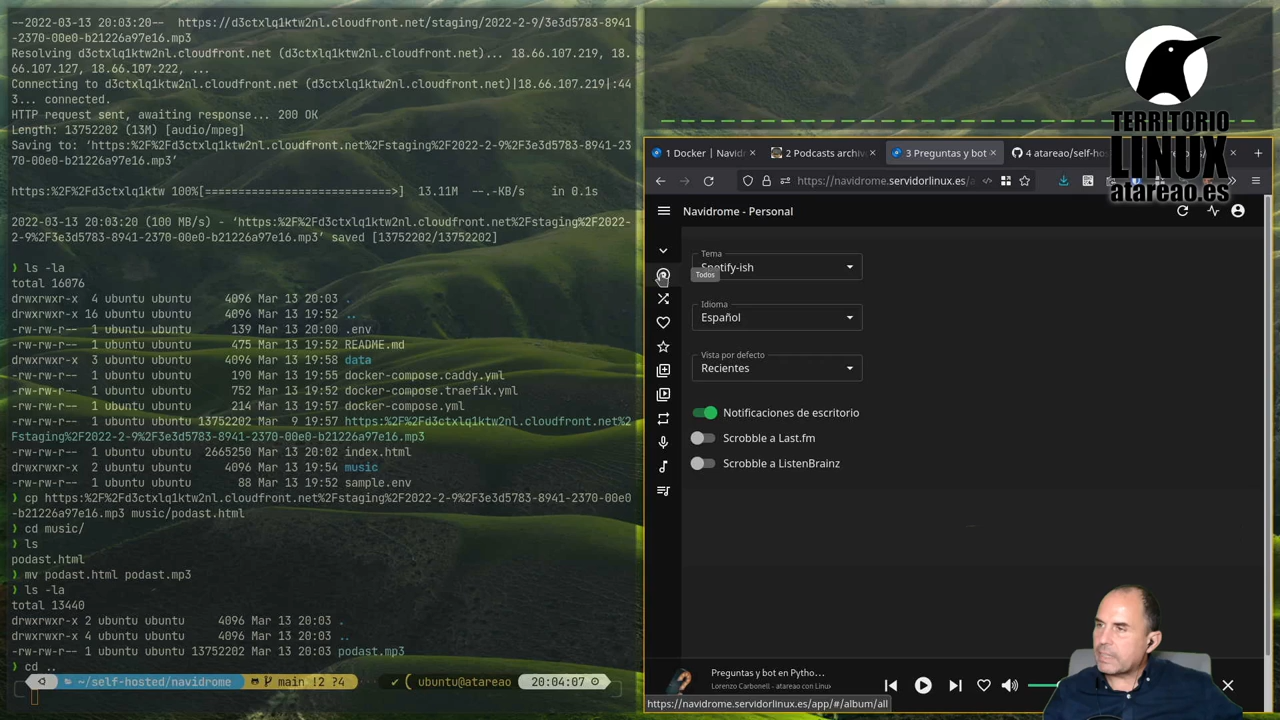 --2022-03-13 20:03:20-- https://d3ctxlq1ktw2nl.cloudfront.net/staging/2022-2-9/3e3d5783-8941
-2370-00e0-b21226a97e16.mp3
Resolving d3ctxlq1ktw2nl.cloudfront.net (d3ctxlq1ktw2nl.cloudfront.net)... 18.66.107.219, 18.
66.107.127, 18.66.107.222, ...
Connecting to d3ctxlq1ktw2nl.cloudfront.net (d3ctxlq1ktw2nl.cloudfront.net)|18.66.107.219|:44
3... connected.
HTTP request sent, awaiting response... 200 OK
Length: 13752202 (13M) [audio/mpeg]
Saving to: ‘https:%2F%2Fd3ctxlq1ktw2nl.cloudfront.net%2Fstaging%2F2022-2-9%2F3e3d5783-8941-23
70-00e0-b21226a97e16.mp3’
https:%2F%2Fd3ctxlq1ktw 100%[============================>] 13.11M --.-KB/s in 0.1s
2022-03-13 20:03:20 (100 MB/s) - ‘https:%2F%2Fd3ctxlq1ktw2nl.cloudfront.net%2Fstaging%2F2022-
2-9%2F3e3d5783-8941-2370-00e0-b21226a97e16.mp3’ saved [13752202/13752202]
❯ ls -la
total 16076
drwxrwxr-x 4 ubuntu ubuntu 4096 Mar 13 20:03 .
drwxrwxr-x 16 ubuntu ubuntu 4096 Mar 13 19:52 ..
-rw-rw-r-- 1 ubuntu ubuntu 139 Mar 13 20:00 .env
-rw-rw-r-- 1 ubuntu ubuntu 475 Mar 13 19:52 README.md
drwxrwxr-x 3 ubuntu ubuntu 4096 Mar 13 19:58 data
-rw-rw-r-- 1 ubuntu ubuntu 190 Mar 13 19:55 docker-compose.caddy.yml
-rw-rw-r-- 1 ubuntu ubuntu 752 Mar 13 19:52 docker-compose.traefik.yml
-rw-rw-r-- 1 ubuntu ubuntu 214 Mar 13 19:57 docker-compose.yml
-rw-rw-r-- 1 ubuntu ubuntu 13752202 Mar 9 19:57 https:%2F%2Fd3ctxlq1ktw2nl.cloudfront.net%2
Fstaging%2F2022-2-9%2F3e3d5783-8941-2370-00e0-b21226a97e16.mp3
-rw-rw-r-- 1 ubuntu ubuntu 2665250 Mar 13 20:02 index.html
drwxrwxr-x 2 ubuntu ubuntu 4096 Mar 13 19:54 music
-rw-rw-r-- 1 ubuntu ubuntu 88 Mar 13 19:52 sample.env
❯ cp https:%2F%2Fd3ctxlq1ktw2nl.cloudfront.net%2Fstaging%2F2022-2-9%2F3e3d5783-8941-2370-00e0
-b21226a97e16.mp3 music/podast.html
❯ cd music/
❯ ls
podast.html
❯ mv podast.html podast.mp3
❯ ls -la
total 13440
drwxrwxr-x 2 ubuntu ubuntu 4096 Mar 13 20:03 .
drwxrwxr-x 4 ubuntu ubuntu 4096 Mar 13 20:03 ..
-rw-rw-r-- 1 ubuntu ubuntu 13752202 Mar 13 20:03 podast.mp3
❯ cd ..
~/self-hosted/navidrome main !2 ?4 ✔ ubuntu@atareao 20:04:07
TERRITORIO
LINUX
atareao.es
1 Docker | Navidr
2 Podcasts archiv
3 Preguntas y bot
4 atareao/self-ho
https://navidrome.servidorlinux.es/a
Navidrome - Personal
Tema
Spotify-ish
Todos
Idioma
Español
Vista por defecto
Recientes
Notificaciones de escritorio
Scrobble a Last.fm
Scrobble a ListenBrainz
Preguntas y bot en Pytho...
Lorenzo Carbonell - atareao con Linux
https://navidrome.servidorlinux.es/app/#/album/all